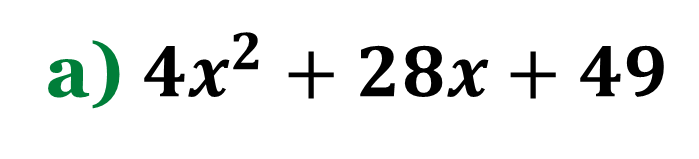 a) 4x² + 28x + 49